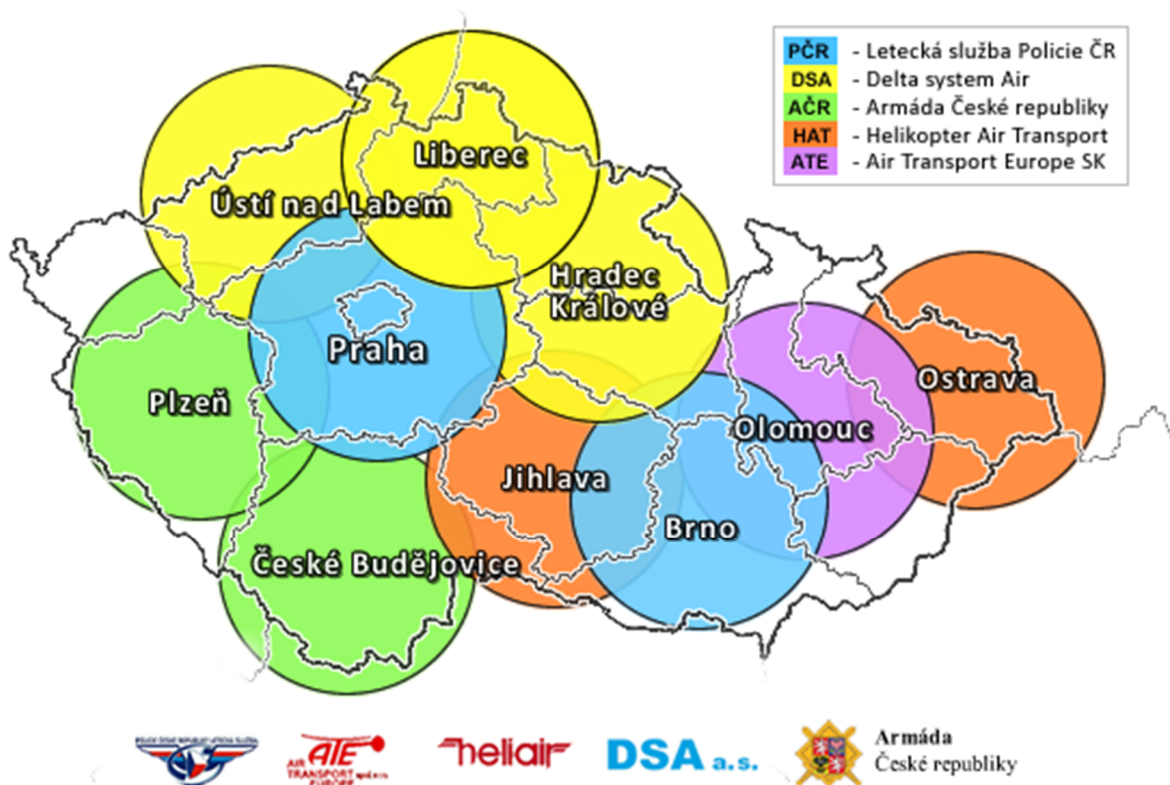 PČR - Letecká služba Policie ČR
DSA - Delta system Air
AČR - Armáda České republiky
HAT - Helikopter Air Transport
ATE - Air Transport Europe SK
Liberec
Ústí nad Labem
Hradec
Králové
Praha
Plzeň
Ostrava
Olomouc
Jihlava
Brno
České Budějovice
ATE
AIR
TRANSPORT
EUROPE
heliair
DSA a.s.
Armáda
České republiky